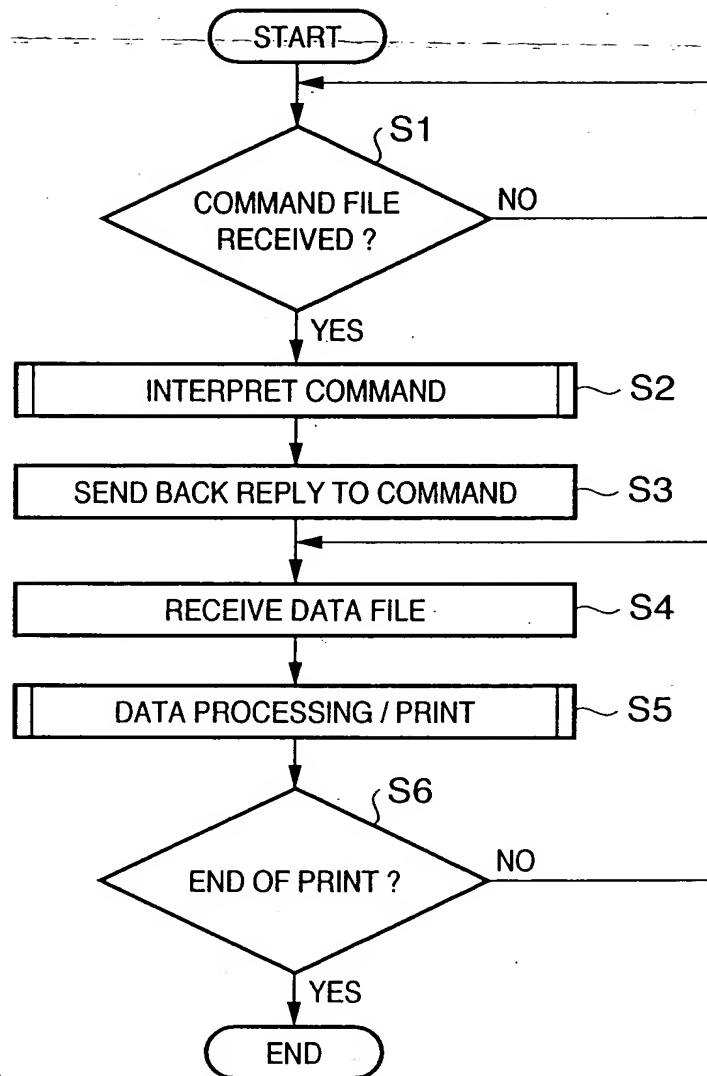 START
S1
COMMAND FILE
RECEIVED ?
NO
YES
INTERPRET COMMAND
S2
SEND BACK REPLY TO COMMAND
S3
RECEIVE DATA FILE
S4
DATA PROCESSING / PRINT
S5
S6
END OF PRINT ?
NO
YES
END